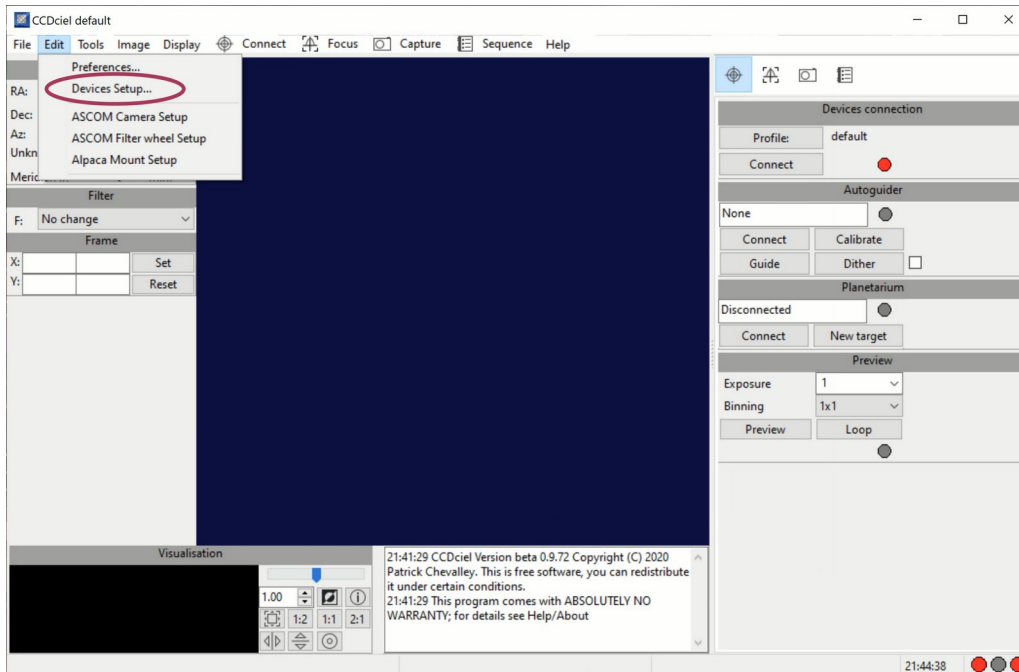 CCDciel default
File Edit Tools Image Display Connect Focus Capture Sequence Help
Preferences...
Devices Setup...
ASCOM Camera Setup
ASCOM Filter wheel Setup
Alpaca Mount Setup
RA:
Dec:
Az:
Filter
F: No change
Frame
X: Set
Y: Reset
Devices connection
Profile: default
Connect
Autoguider
None
Connect Calibrate
Guide Dither
Planetarium
Disconnected
Connect New target
Preview
Exposure 1
Binning 1x1
Preview Loop
Visualisation
1.00
1:2 1:1 2:1
21:41:29 CCDciel Version beta 0.9.72 Copyright (C) 2020
Patrick Chevalley. This is free software, you can redistribute
it under certain conditions.
21:41:29 This program comes with ABSOLUTELY NO
WARRANTY; for details see Help/About
21:44:38